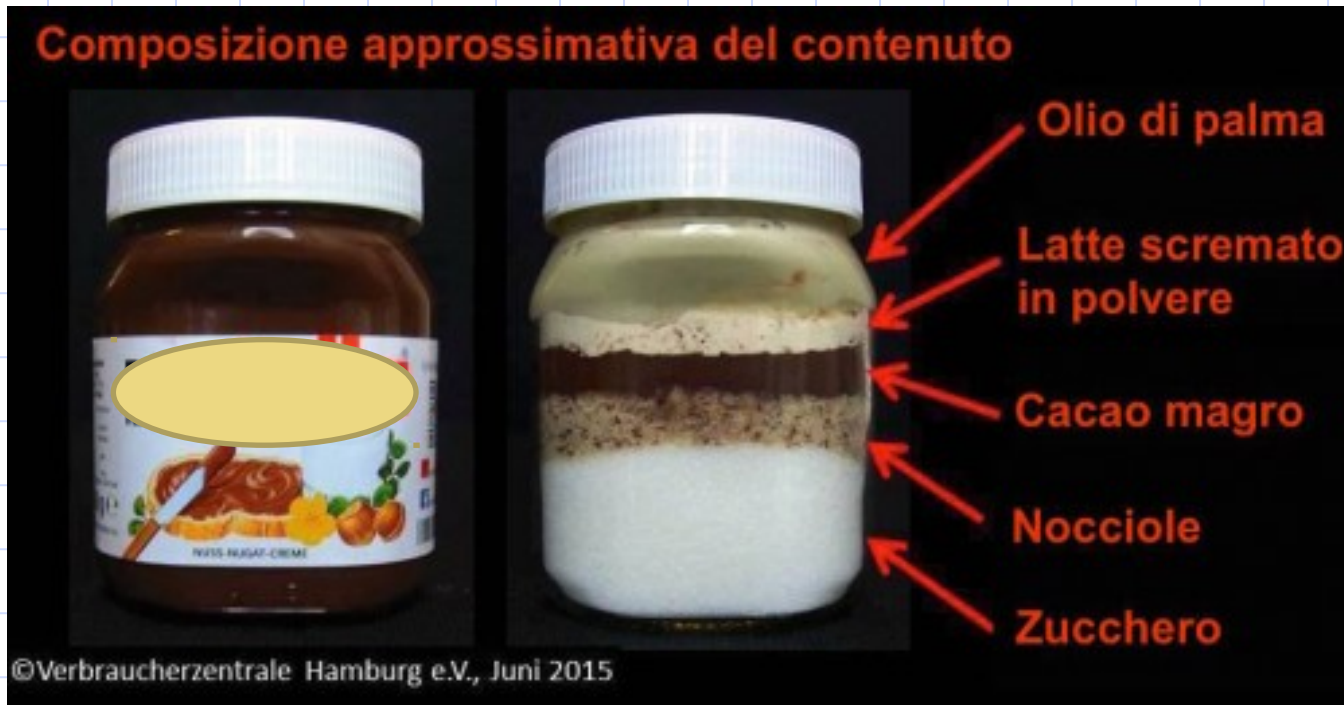 Composizione approssimativa del contenuto
Olio di palma
Latte scremato
in polvere
Cacao magro
Nocciole
Zucchero
NUSS-NUGAT-CREME
©Verbraucherzentrale Hamburg e.V., Juni 2015